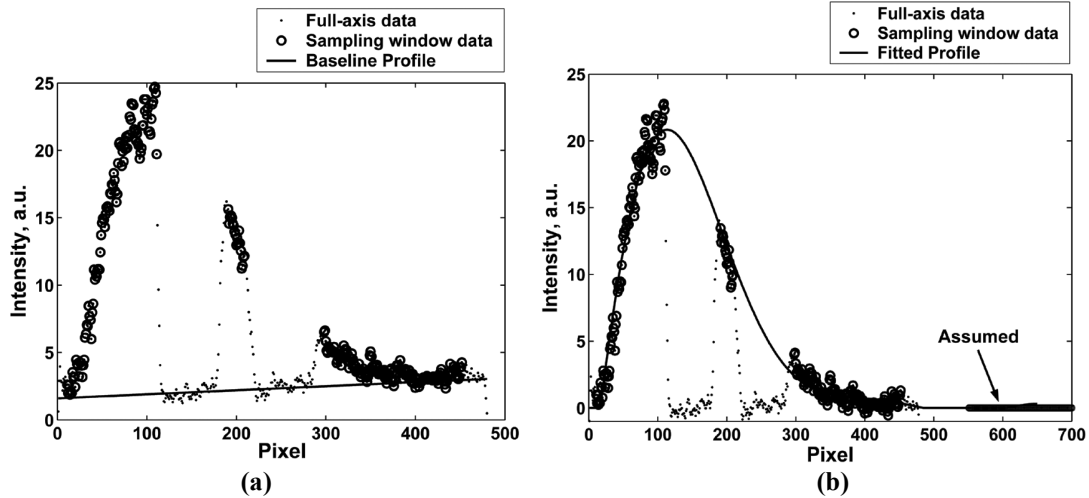 Full-axis data
Sampling window data
Baseline Profile
25
20
15
10
5
0
Intensity, a.u.
0 100 200 300 400 500
Pixel
(a)
Full-axis data
Sampling window data
Fitted Profile
25
20
15
10
5
0
Intensity, a.u.
Assumed
0 100 200 300 400 500 600 700
Pixel
(b)